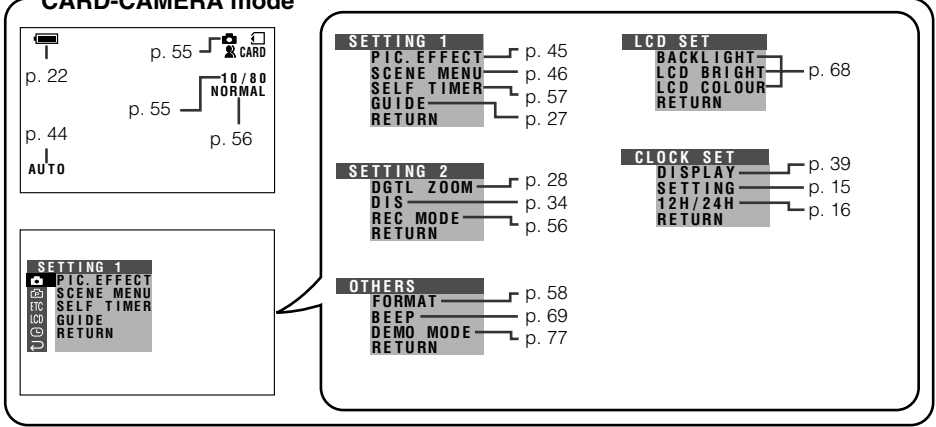 CARD-CAMERA mode
p. 22
p. 55
CARD
10/80
NORMAL
p. 55
p. 56
p. 44
AUTO
SETTING 1
PIC.EFFECT
SCENE MENU
SELF TIMER
GUIDE
RETURN
ETC
LCD
SETTING 1
PIC.EFFECT p. 45
SCENE MENU p. 46
SELF TIMER p. 57
GUIDE p. 27
RETURN
SETTING 2
DGTL ZOOM p. 28
DIS p. 34
REC MODE p. 56
RETURN
OTHERS
FORMAT p. 58
BEEP p. 69
DEMO MODE p. 77
RETURN
LCD SET
BACKLIGHT
LCD BRIGHT p. 68
LCD COLOUR
RETURN
CLOCK SET
DISPLAY p. 39
SETTING p. 15
12H/24H p. 16
RETURN